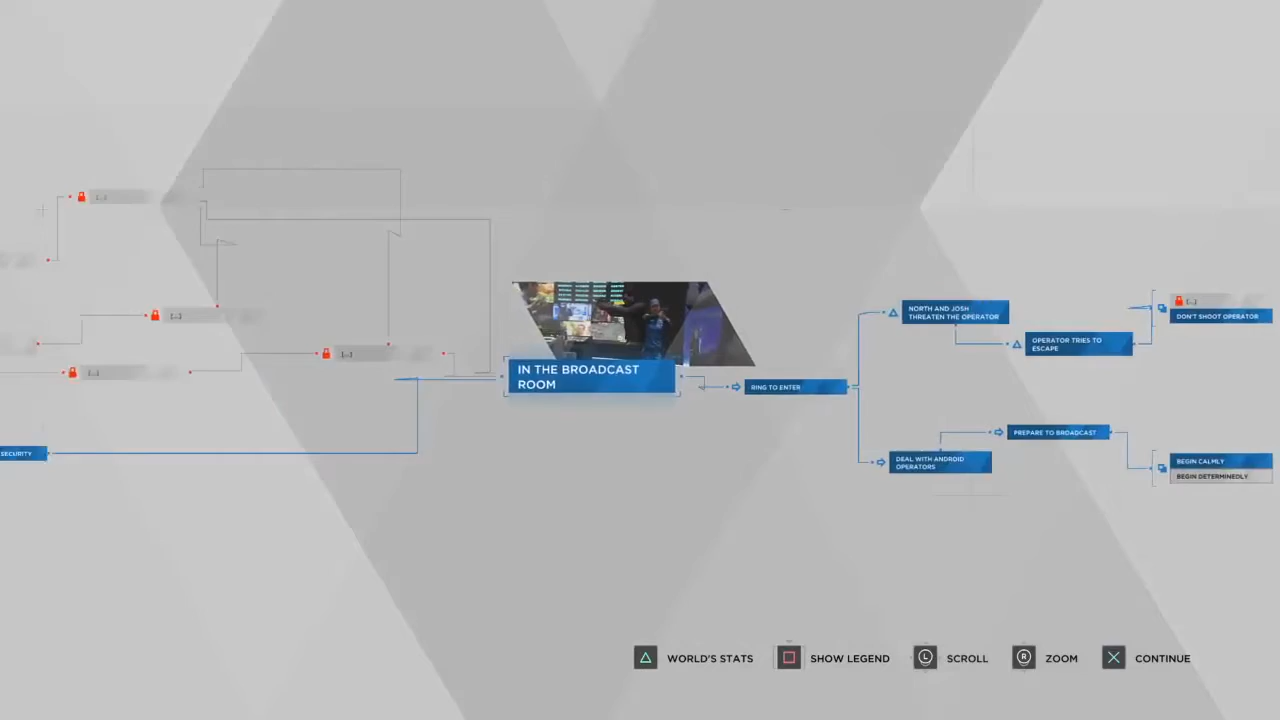 [...]
[...]
[...]
[...]
SECURITY
IN THE BROADCAST
ROOM
RING TO ENTER
NORTH AND JOSH
THREATEN THE OPERATOR
OPERATOR TRIES TO
ESCAPE
[...]
DON'T SHOOT OPERATOR
DEAL WITH ANDROID
OPERATORS
PREPARE TO BROADCAST
BEGIN CALMLY
BEGIN DETERMINEDLY
WORLD'S STATS
SHOW LEGEND
L
SCROLL
R
ZOOM
CONTINUE